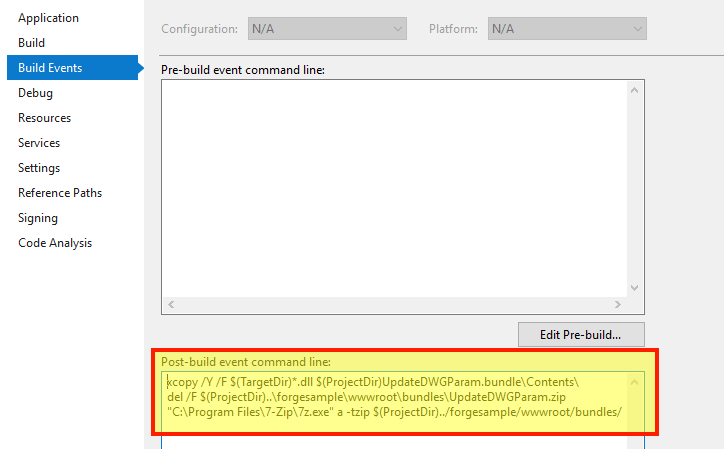 Application
Build
Build Events
Debug
Resources
Services
Settings
Reference Paths
Signing
Code Analysis
Configuration: N/A Platform: N/A
Pre-build event command line:
Edit Pre-build...
Post-build event command line:
xcopy /Y /F $(TargetDir)*.dll $(ProjectDir)UpdateDWGParam.bundle\Contents\
del /F $(ProjectDir)..\forgesample\wwwroot\bundles\UpdateDWGParam.zip
"C:\Program Files\7-Zip\7z.exe" a -tzip $(ProjectDir)../forgesample/wwwroot/bundles/